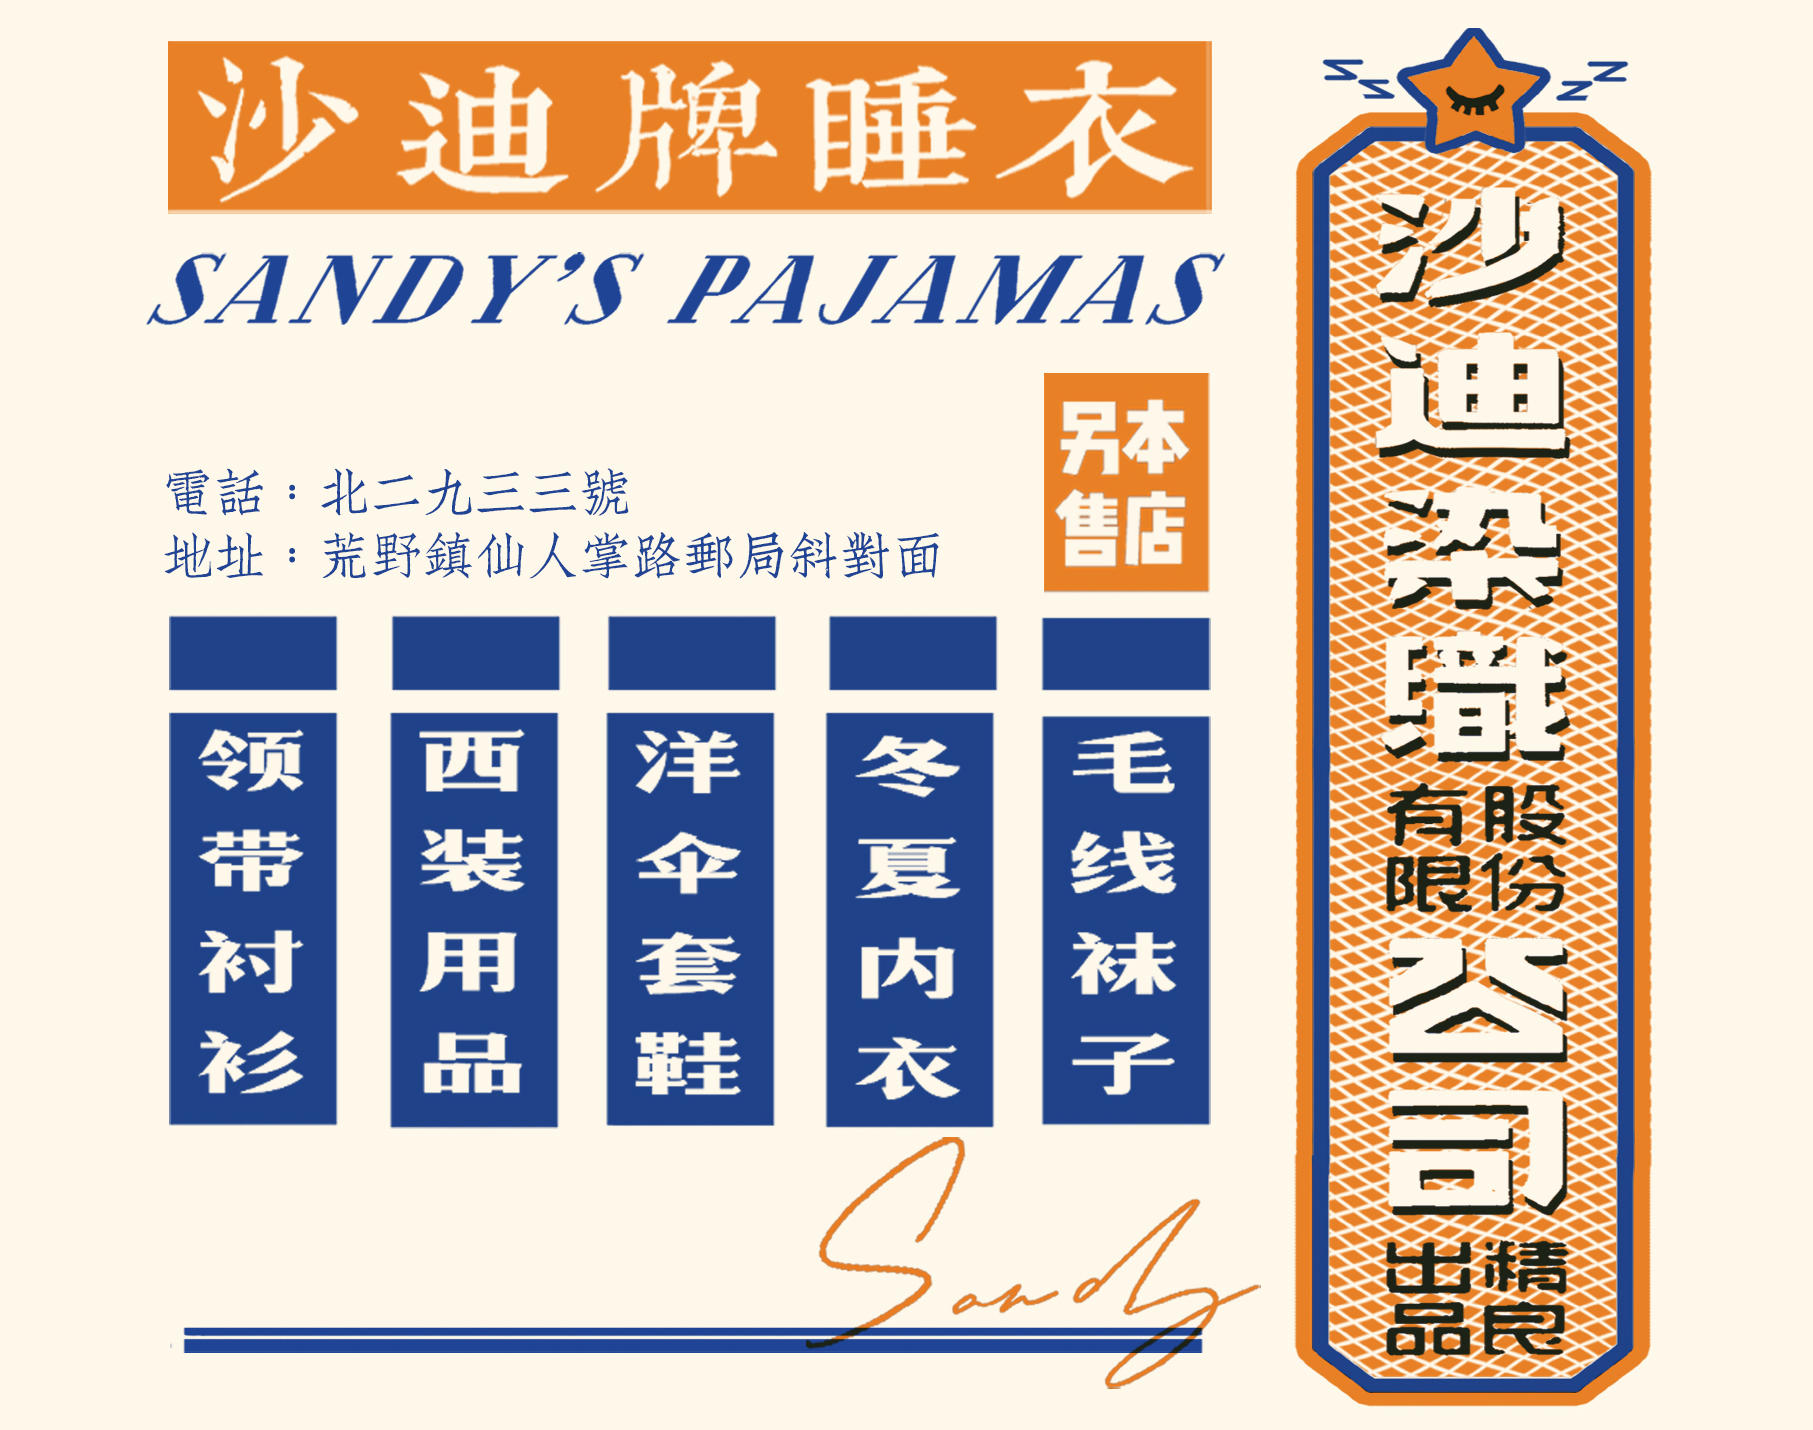 沙迪牌睡衣
SANDY'S PAJAMAS
本店
另售
電話：北二九三三號
地址：荒野鎮仙人掌路郵局斜對面
毛线袜子
冬夏内衣
洋伞套鞋
西装用品
领带衬衫
Sandy
沙迪染職
股份
有限
公司
精良
出品